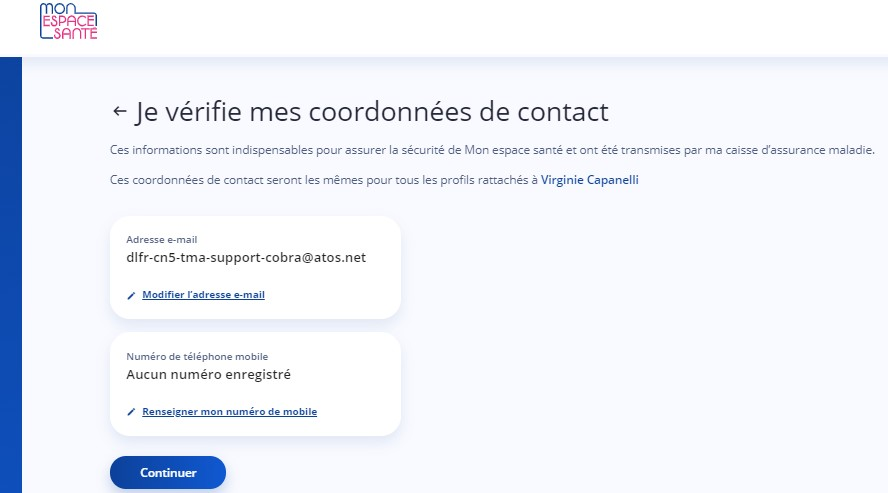 MON
ESPACE
SANTÉ
← Je vérifie mes coordonnées de contact
Ces informations sont indispensables pour assurer la sécurité de Mon espace santé et ont été transmises par ma caisse d’assurance maladie.
Ces coordonnées de contact seront les mêmes pour tous les profils rattachés à Virginie Capanelli
Adresse e-mail
dlfr-cn5-tma-support-cobra@atos.net
Modifier l’adresse e-mail
Numéro de téléphone mobile
Aucun numéro enregistré
Renseigner mon numéro de mobile
Continuer